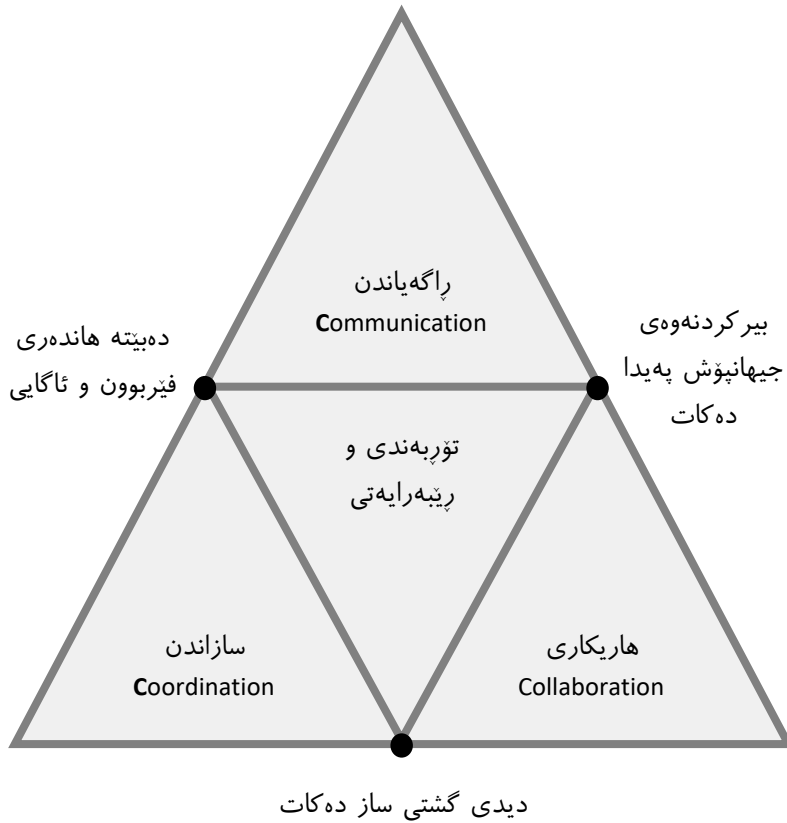 ڕاگەیاندن
Communication
دەبێتە هاندەری
فێربوون و ئاگایی
بیرکردنەوەی
جیهانپۆش پەیدا
دەکات
تۆڕبەندی و
ڕێبەرایەتی
سازاندن
Coordination
هاریکاری
Collaboration
دیدی گشتی ساز دەکات